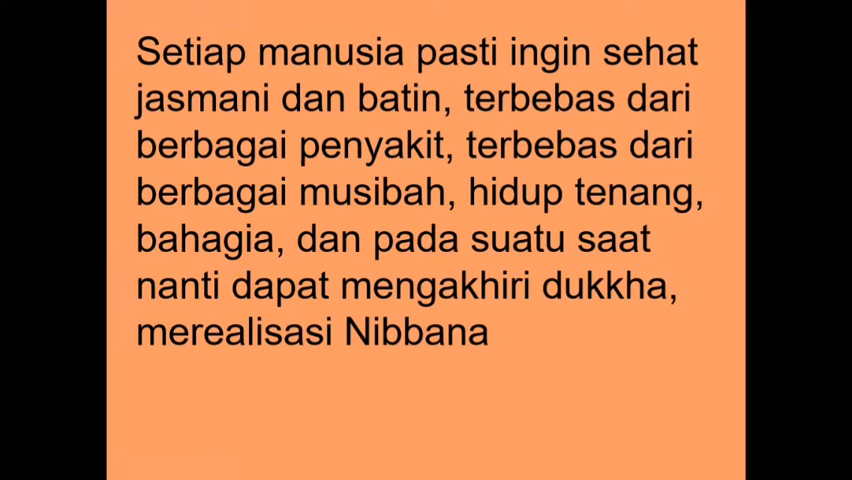 Setiap manusia pasti ingin sehat
jasmani dan batin, terbebas dari
berbagai penyakit, terbebas dari
berbagai musibah, hidup tenang,
bahagia, dan pada suatu saat
nanti dapat mengakhiri dukkha,
merealisasi Nibbana